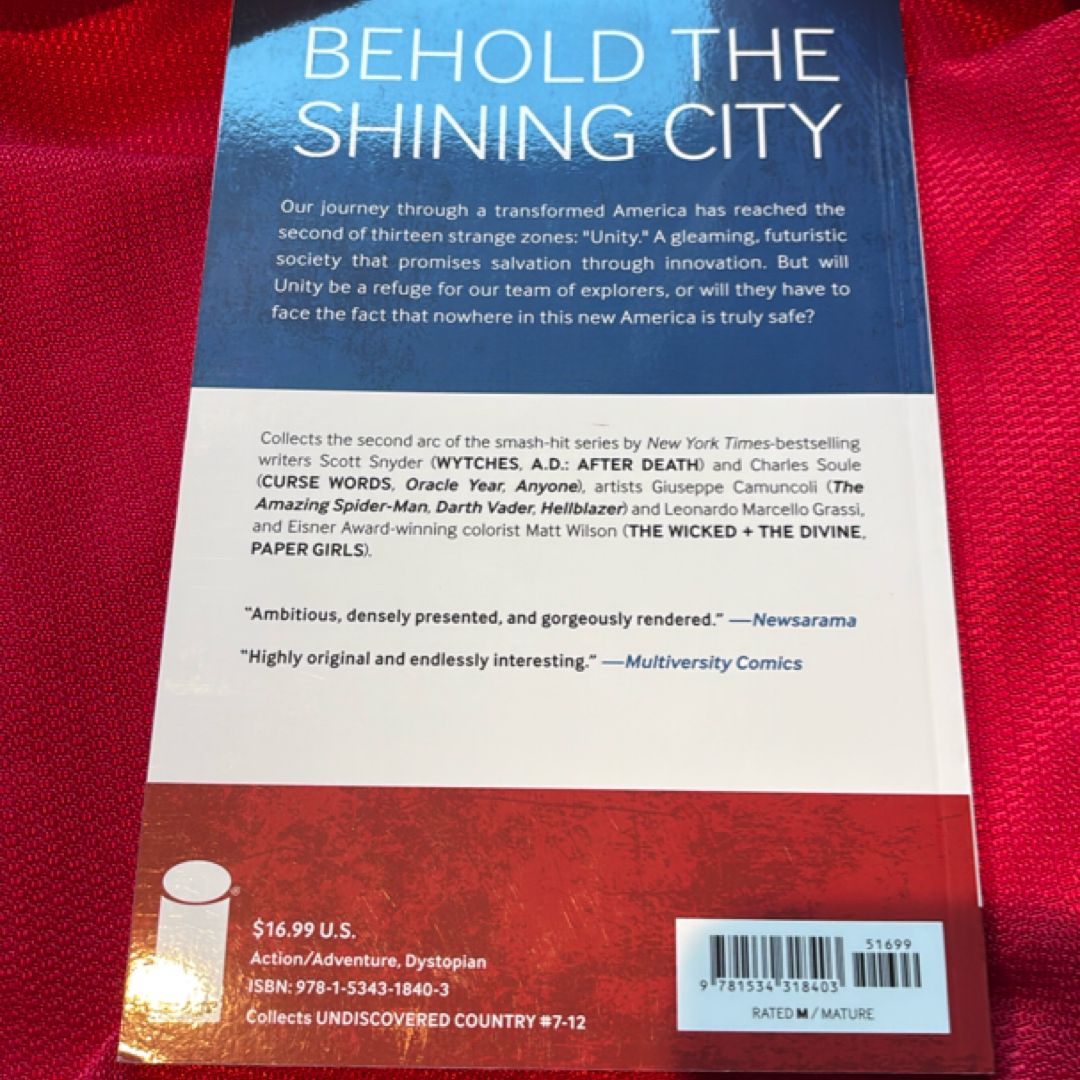 BEHOLD THE
SHINING CITY
Our journey through a transformed America has reached the
second of thirteen strange zones: "Unity." A gleaming, futuristic
society that promises salvation through innovation. But will
Unity be a refuge for our team of explorers, or will they have to
face the fact that nowhere in this new America is truly safe?
Collects the second arc of the smash-hit series by New York Times-bestselling
writers Scott Snyder (WYTCHES, A.D.: AFTER DEATH) and Charles Soule
(CURSE WORDS, Oracle Year, Anyone), artists Giuseppe Camuncoli (The
Amazing Spider-Man, Darth Vader, Hellblazer) and Leonardo Marcello Grassi,
and Eisner Award-winning colorist Matt Wilson (THE WICKED + THE DIVINE,
PAPER GIRLS).
"Ambitious, densely presented, and gorgeously rendered." —Newsarama
"Highly original and endlessly interesting." —Multiversity Comics
$16.99 U.S.
Action/Adventure, Dystopian
ISBN: 978-1-5343-1840-3
Collects UNDISCOVERED COUNTRY #7-12
51699
9 781534 318403
RATED M / MATURE